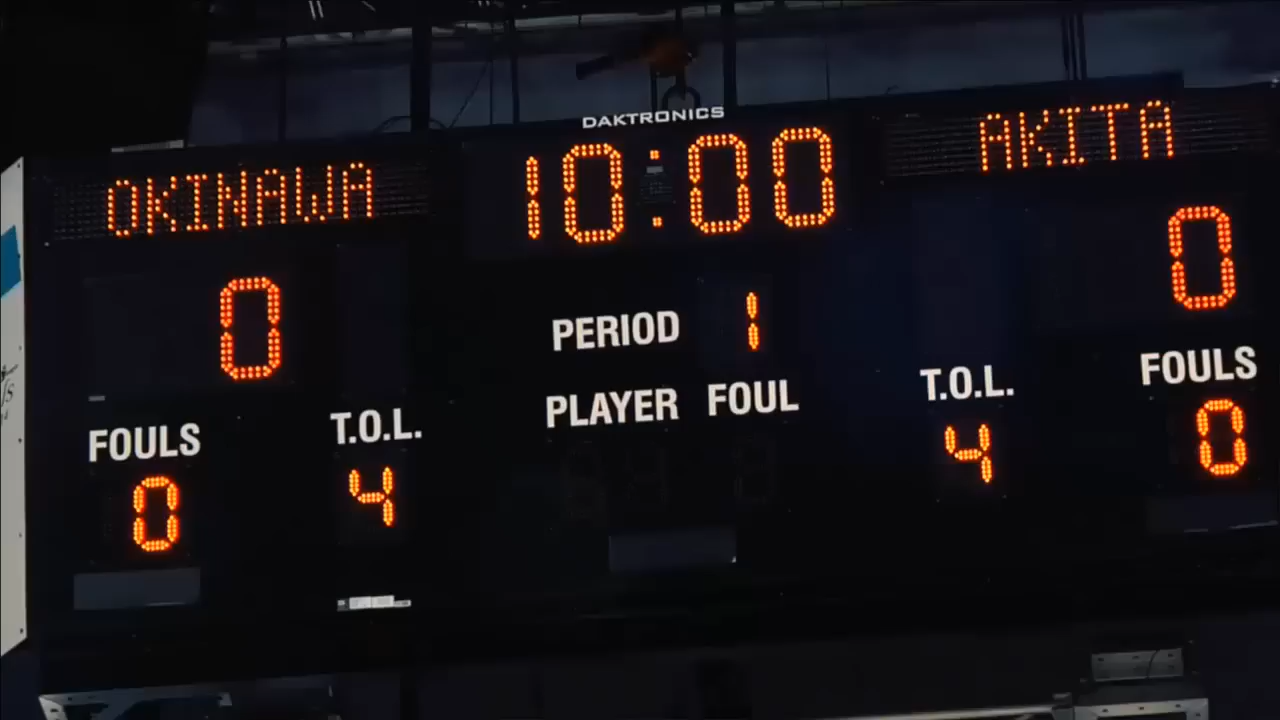 DAKTRONICS
OKINAWA 10:00 AKITA
0 PERIOD 1 0
FOULS T.O.L. PLAYER FOUL T.O.L. FOULS
0 4 4 0